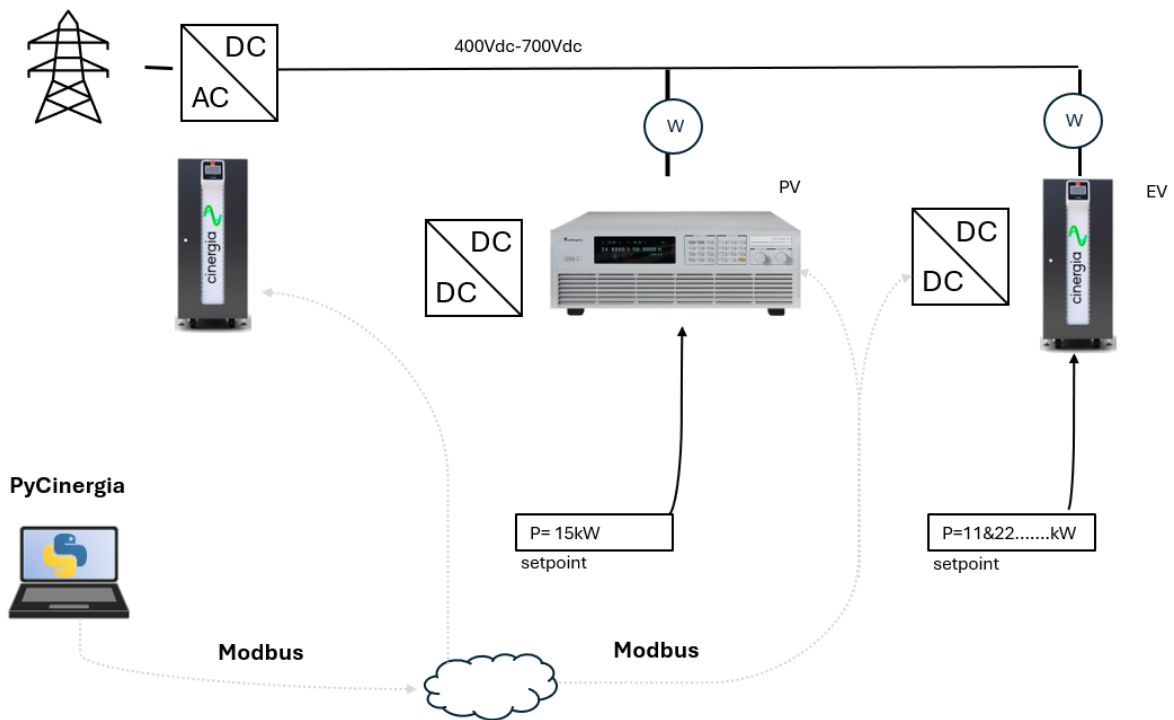 DC
AC
400Vdc-700Vdc
W
W
PV
EV
cinergia
DC
DC
DC
DC
cinergia
PyCinergia
P= 15kW
setpoint
P=11&22.......kW
setpoint
Modbus
Modbus